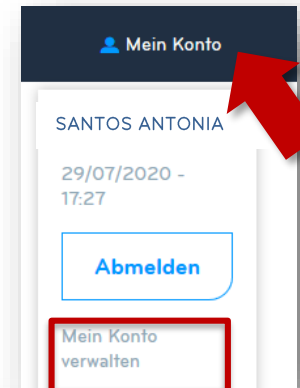 Mein Konto
SANTOS ANTONIA
29/07/2020 -
17:27
Abmelden
Mein Konto
verwalten